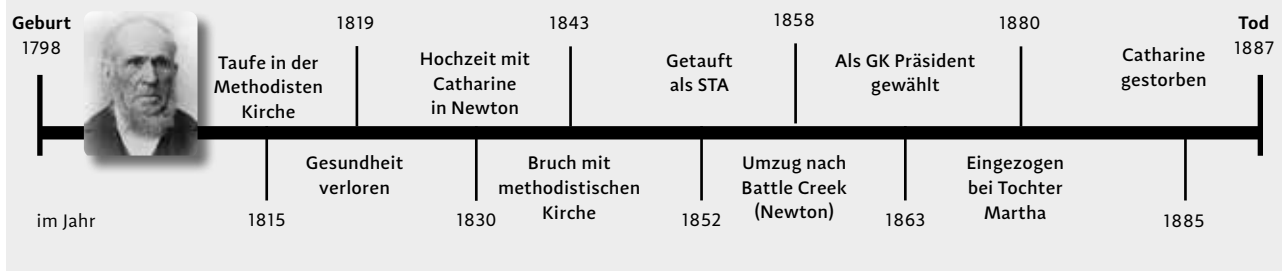 Geburt
1798
Taufe in der
Methodisten
Kirche
1815
1819
Gesundheit
verloren
Hochzeit mit
Catharine
in Newton
1830
1843
Bruch mit
methodistischen
Kirche
Getauft
als STA
1852
1858
Umzug nach
Battle Creek
(Newton)
Als GK Präsident
gewählt
1863
1880
Eingezogen
bei Tochter
Martha
Catharine
gestorben
1885
Tod
1887
im Jahr